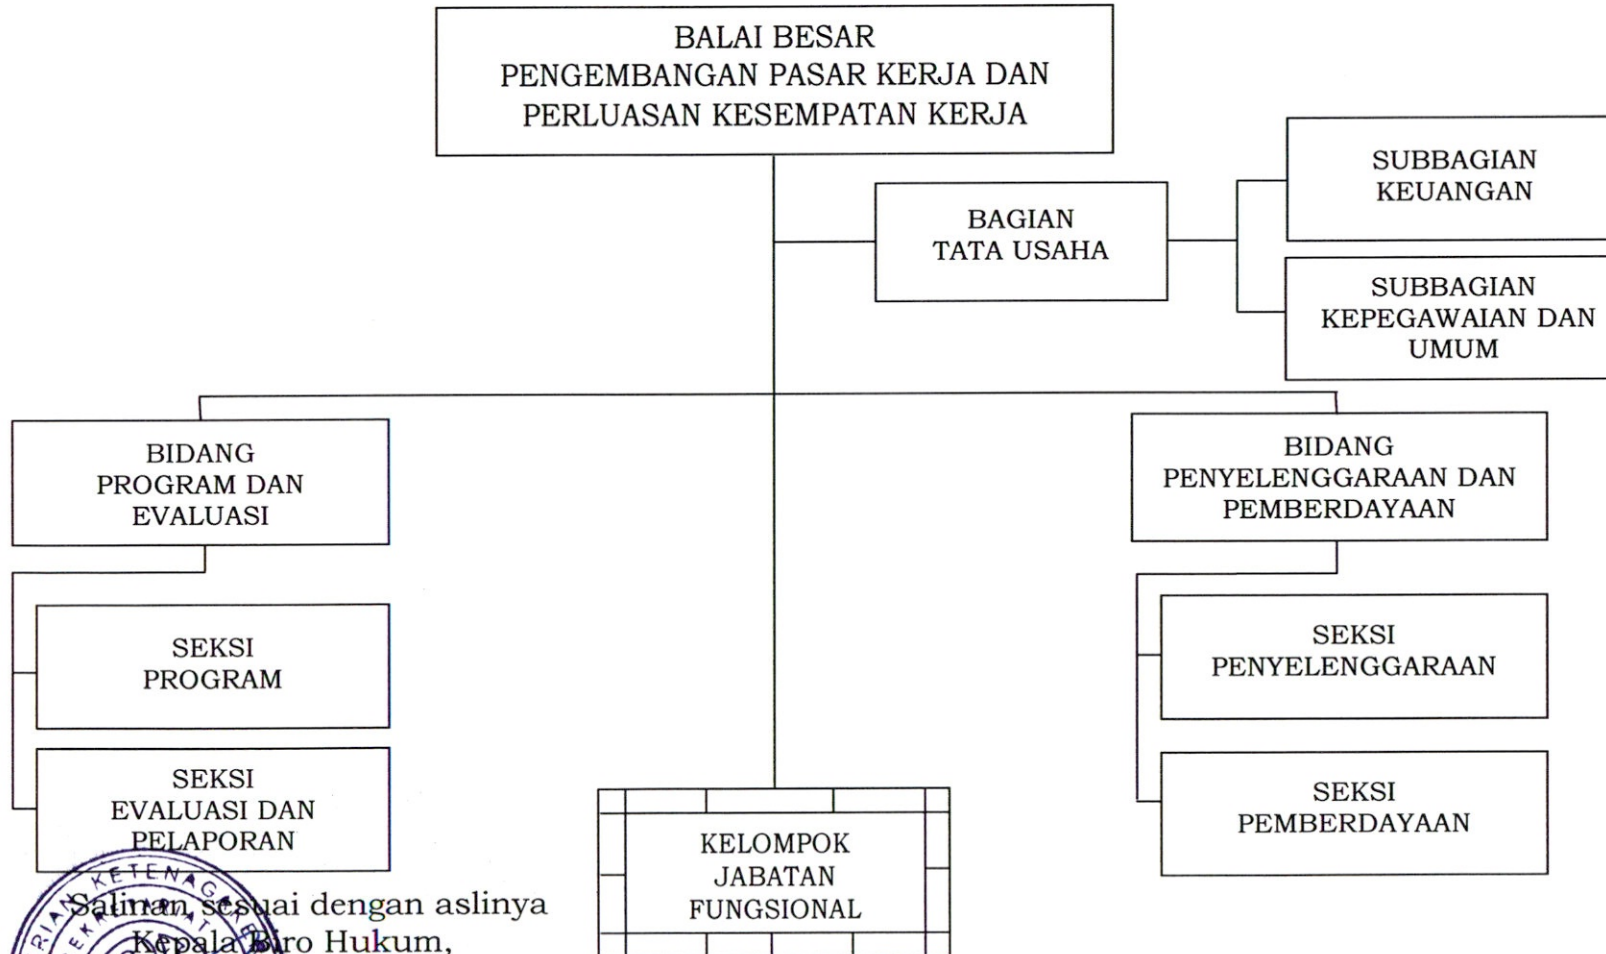 BALAI BESAR
PENGEMBANGAN PASAR KERJA DAN
PERLUASAN KESEMPATAN KERJA
SUBBAGIAN
KEUANGAN
BAGIAN
TATA USAHA
SUBBAGIAN
KEPEGAWAIAN DAN
UMUM
BIDANG
PROGRAM DAN
EVALUASI
BIDANG
PENYELENGGARAAN DAN
PEMBERDAYAAN
SEKSI
PROGRAM
SEKSI
PENYELENGGARAAN
SEKSI
EVALUASI DAN
PELAPORAN
SEKSI
PEMBERDAYAAN
KELOMPOK
JABATAN
FUNGSIONAL
Salinan sesuai dengan aslinya
Kepala Biro Hukum,